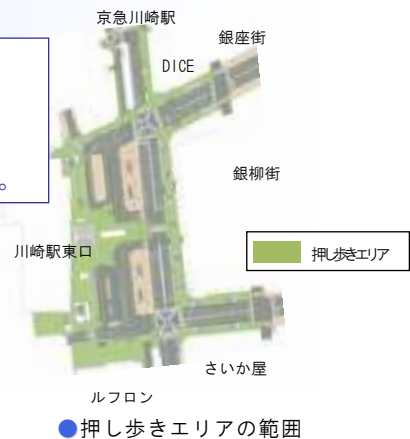 京急川崎駅
銀座街
DICE
。
銀柳街
川崎駅東口
押し歩きエリア
さいか屋
ルフロン
●押し歩きエリアの範囲